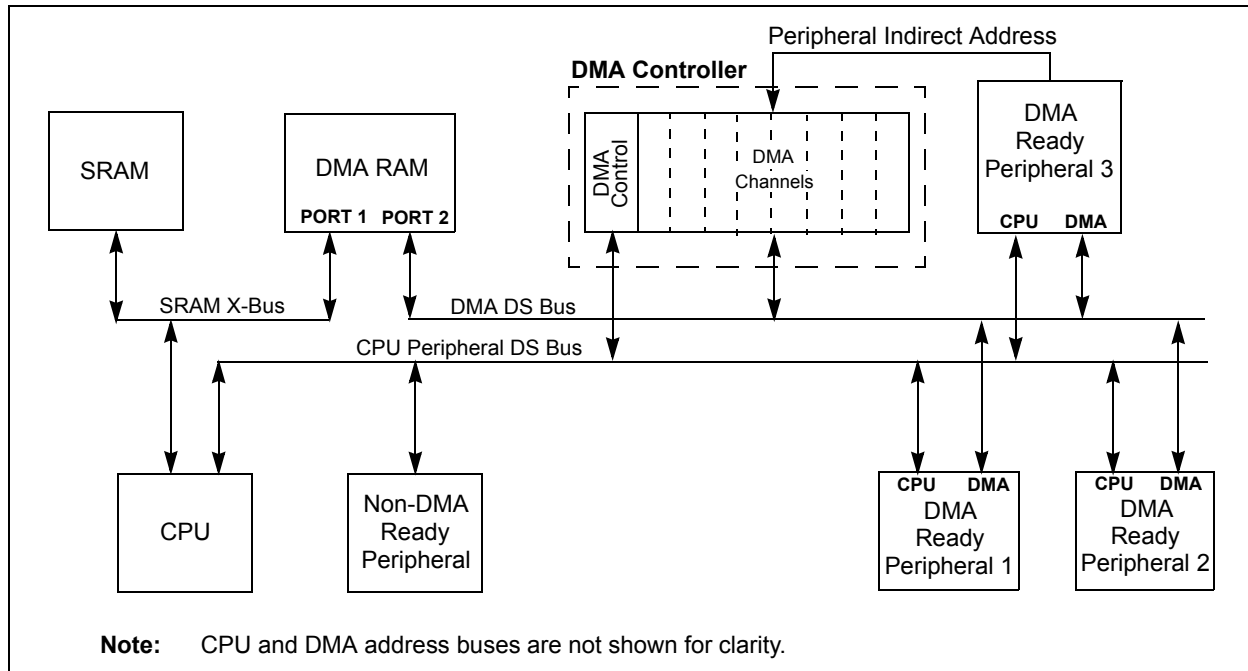 Peripheral Indirect Address
DMA Controller
SRAM
DMA RAM
PORT 1 PORT 2
DMA
Control
DMA
Channels
DMA
Ready
Peripheral 3
CPU DMA
SRAM X-Bus
DMA DS Bus
CPU Peripheral DS Bus
CPU
Non-DMA
Ready
Peripheral
CPU DMA
DMA
Ready
Peripheral 1
CPU DMA
DMA
Ready
Peripheral 2
Note: CPU and DMA address buses are not shown for clarity.